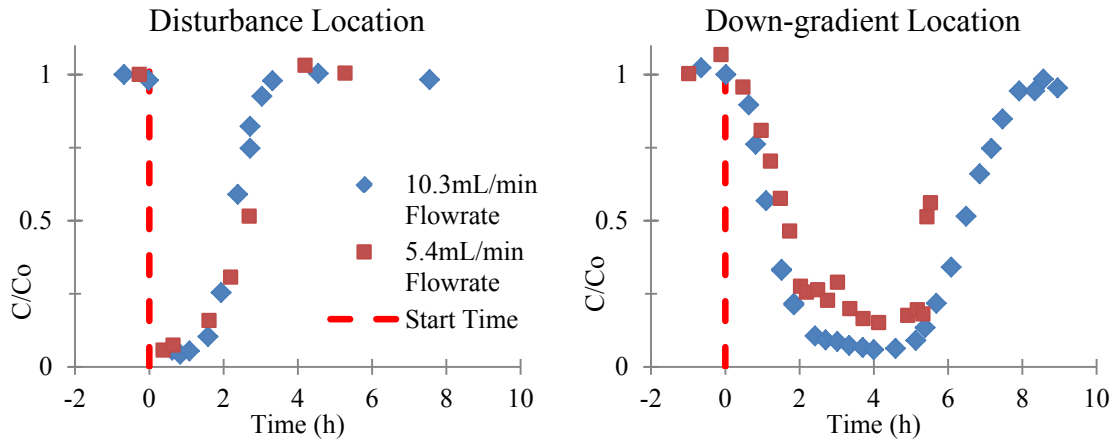 Disturbance Location
1
0.5
0
C/Co
-2 0 2 4 6 8 10
Time (h)
10.3mL/min
Flowrate
5.4mL/min
Flowrate
Start Time
Down-gradient Location
1
0.5
0
C/Co
-2 0 2 4 6 8 10
Time (h)